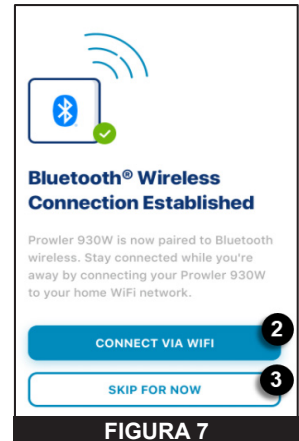 Bluetooth® Wireless
Connection Established
Prowler 930W is now paired to Bluetooth
wireless. Stay connected while you're
away by connecting your Prowler 930W
to your home WiFi network.
CONNECT VIA WIFI
2
SKIP FOR NOW
3
FIGURA 7